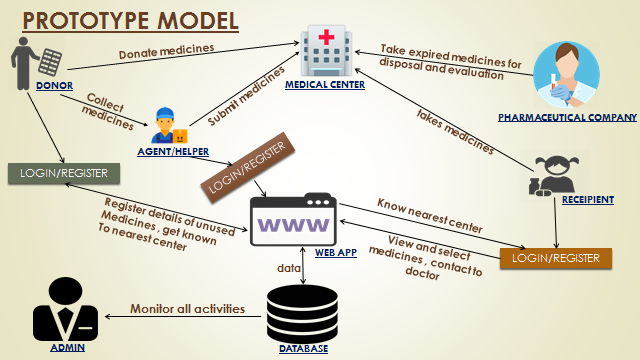 PROTOTYPE MODEL
Donate medicines
Take expired medicines for
disposal and evaluation
DONOR
MEDICAL CENTER
PHARMACEUTICAL COMPANY
Collect
medicines
Submit medicines
takes medicines
AGENT/HELPER
LOGIN/REGISTER
LOGIN/REGISTER
RECEIPIENT
Register details of unused
Medicines , get known
To nearest center
www
Know nearest center
WEB APP
View and select
medicines , contact to
doctor
LOGIN/REGISTER
data
Monitor all activities
ADMIN
DATABASE